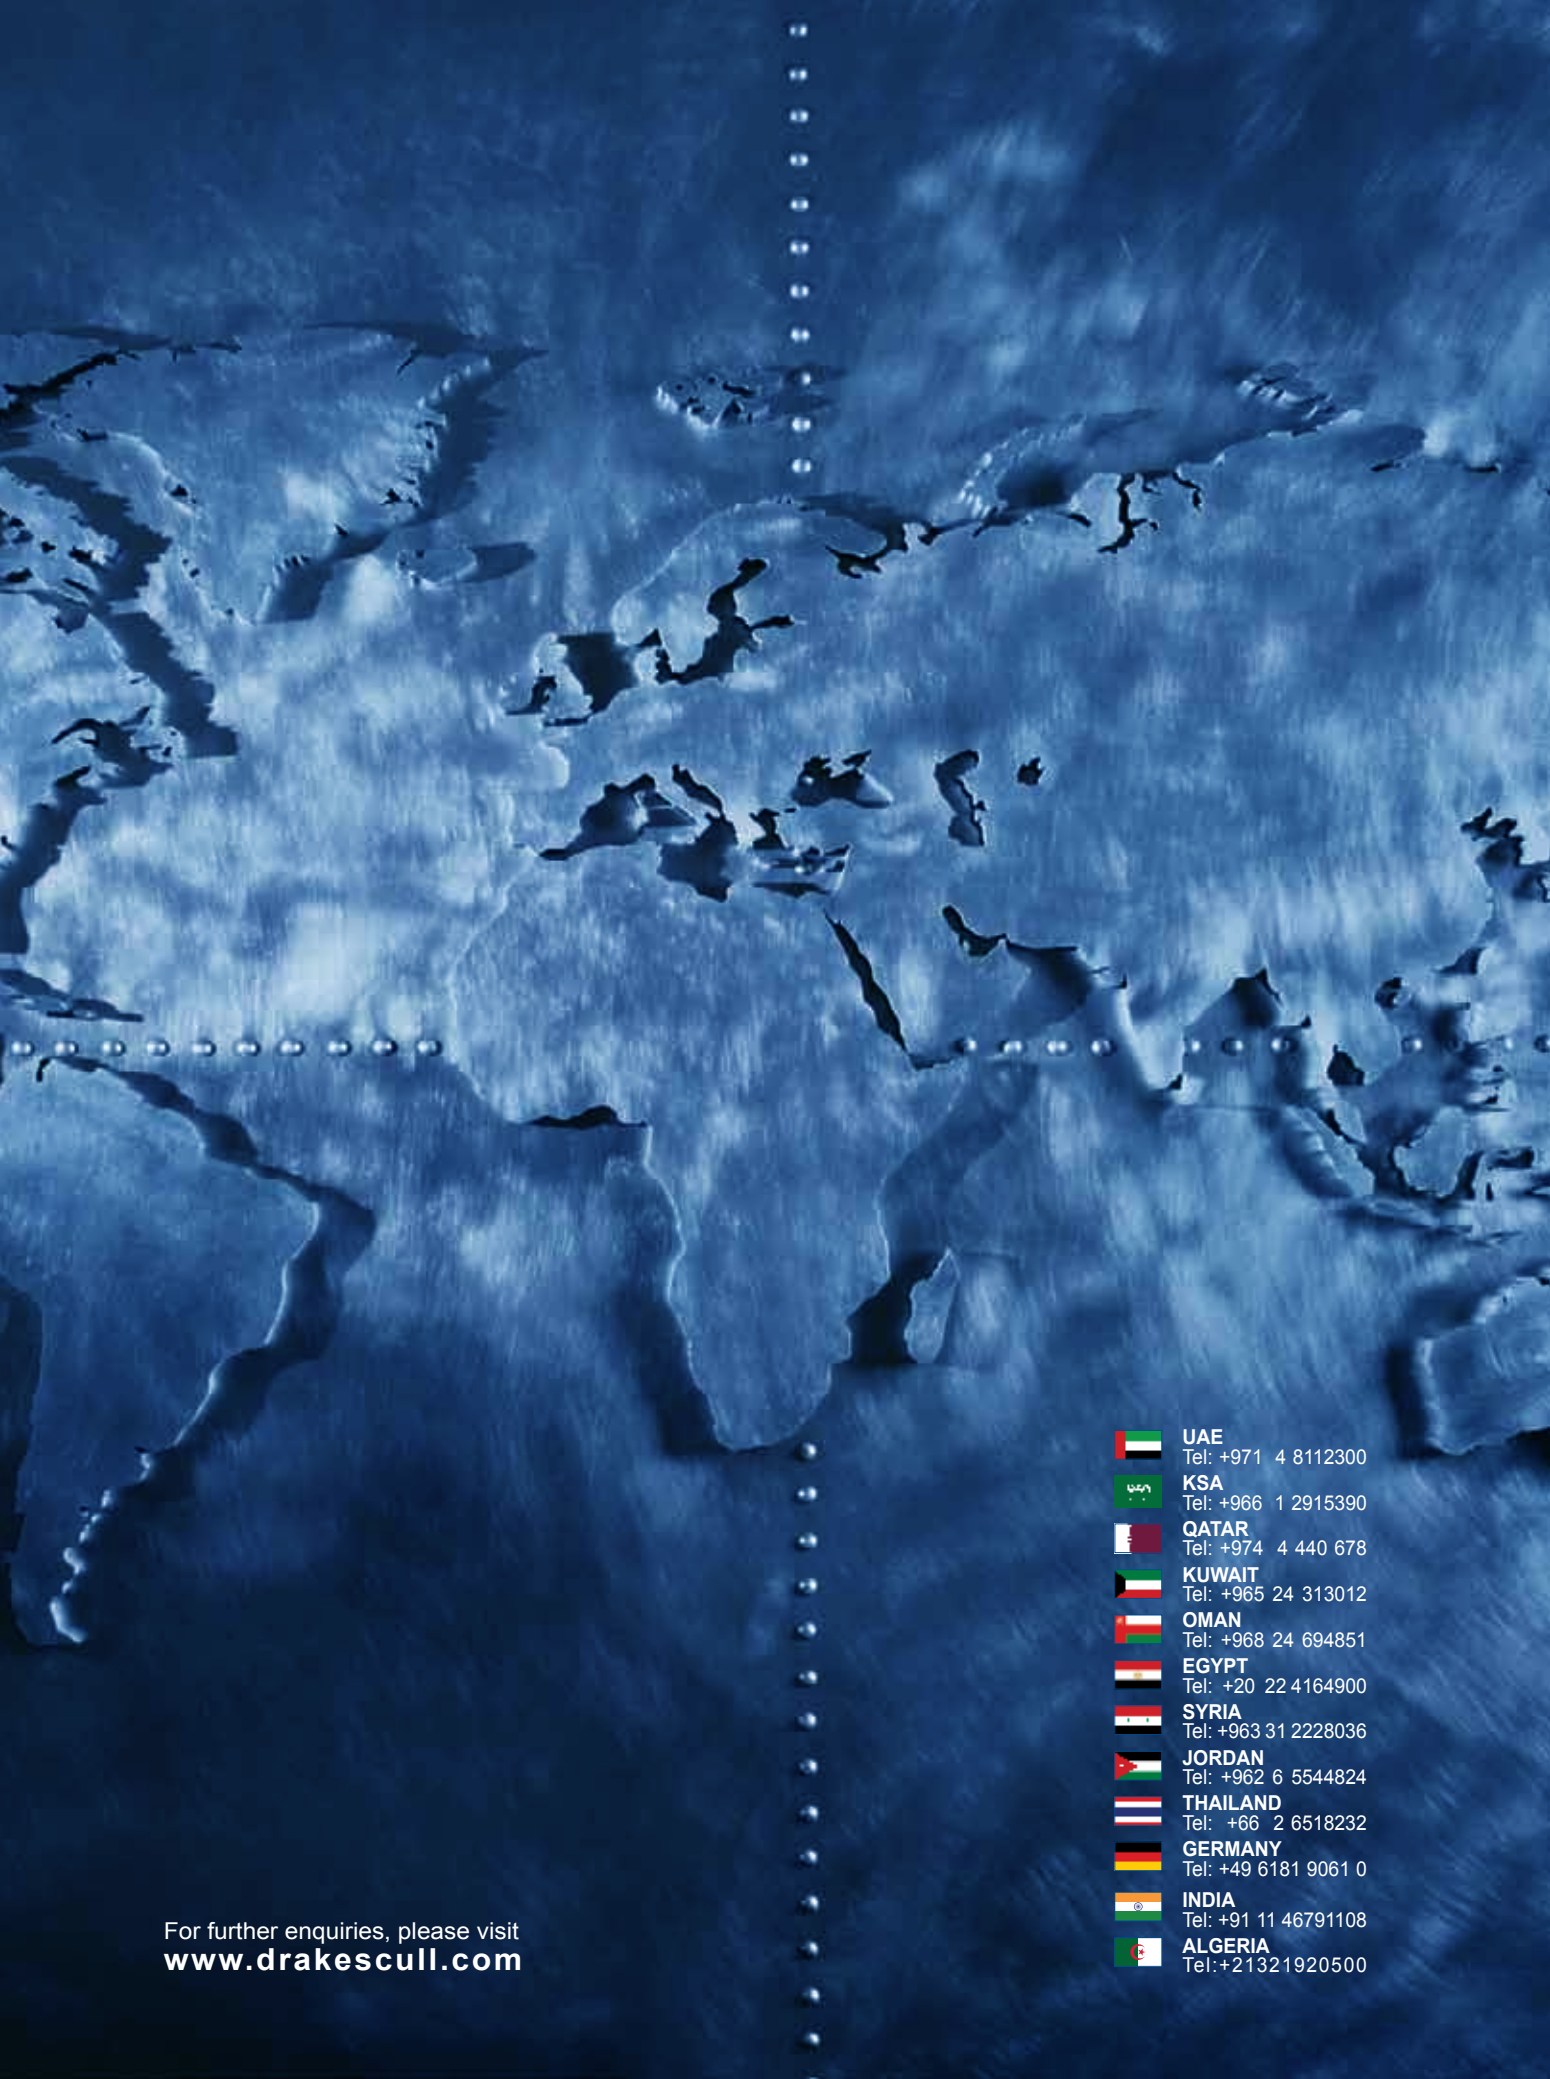 UAE
Tel: +971 4 8112300
KSA
Tel: +966 1 2915390
QATAR
Tel: +974 4 440 678
KUWAIT
Tel: +965 24 313012
OMAN
Tel: +968 24 694851
EGYPT
Tel: +20 22 4164900
SYRIA
Tel: +963 31 2228036
JORDAN
Tel: +962 6 5544824
THAILAND
Tel: +66 2 6518232
GERMANY
Tel: +49 6181 9061 0
INDIA
Tel: +91 11 46791108
ALGERIA
Tel:+21321920500
For further enquiries, please visit
www.drakescull.com